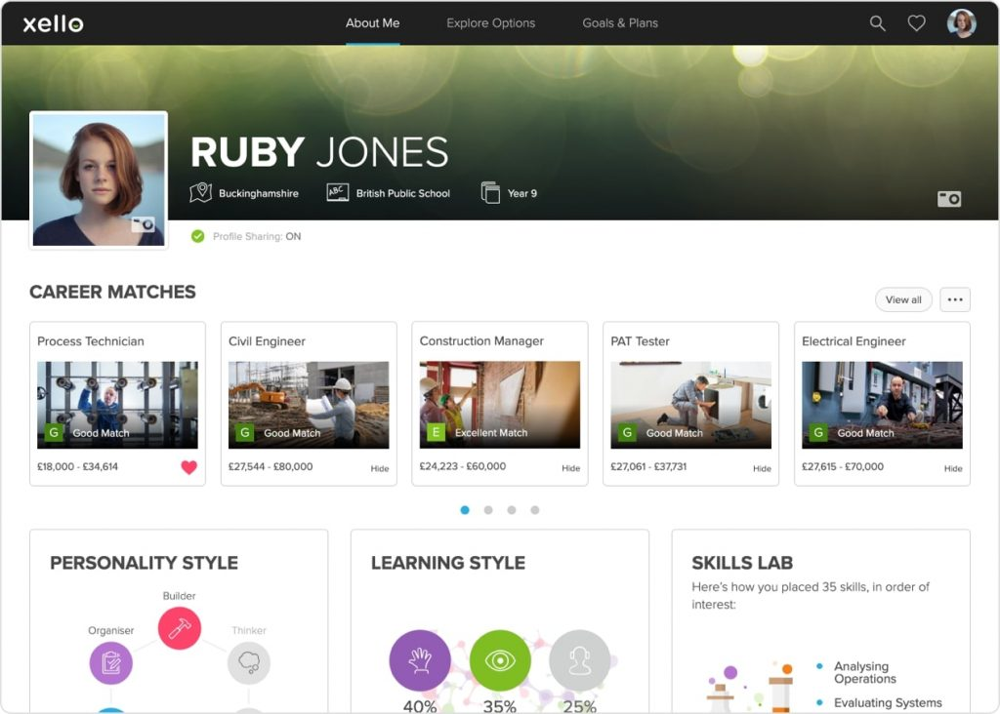 xello
About Me
Explore Options
Goals & Plans
RUBY JONES
Buckinghamshire
ABC
British Public School
Year 9
Profile Sharing: ON
CAREER MATCHES
View all
Process Technician
G
Good Match
£18,000 - £34,614
Civil Engineer
G
Good Match
£27,544 - £80,000
Hide
Construction Manager
E
Excellent Match
£24,223 - £60,000
Hide
PAT Tester
G
Good Match
£27,061 - £37,731
Hide
Electrical Engineer
G
Good Match
£27,615 - £70,000
Hide
PERSONALITY STYLE
Builder
Organiser
Thinker
LEARNING STYLE
40%
35%
25%
SKILLS LAB
Here's how you placed 35 skills, in order of
interest:
Analysing
Operations
Evaluating Systems